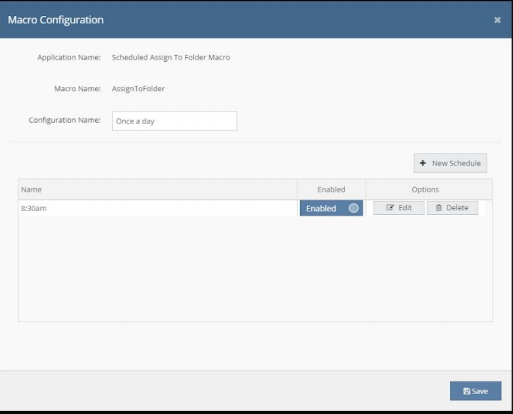 Macro Configuration
Application Name: Scheduled Assign To Folder Macro
Macro Name: AssignToFolder
Configuration Name: Once a day
New Schedule
Name Enabled Options
8:30am Enabled Edit Delete
Save